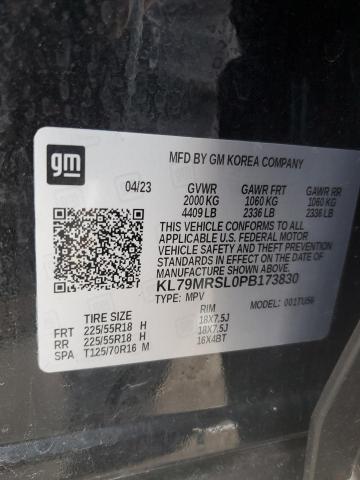 gm
MFD BY GM KOREA COMPANY
04/23 GVWR GAWR FRT GAWR RR
2000 KG 1060 KG 1060 KG
4409 LB 2336 LB 2336 LB
THIS VEHICLE CONFORMS TO ALL
APPLICABLE U.S. FEDERAL MOTOR
VEHICLE SAFETY AND THEFT
PREVENTION STANDARDS IN EFFECT
ON THE DATE OF MANUFACTURE
SHOWN ABOVE.
KL79MRSL0PB173830
TYPE: MPV MODEL: 001TU56
TIRE SIZE RIM
FRT 225/55R18 H 18X7.5J
RR 225/55R18 H 18X7.5J
SPA T125/70R16 M 16X4BT